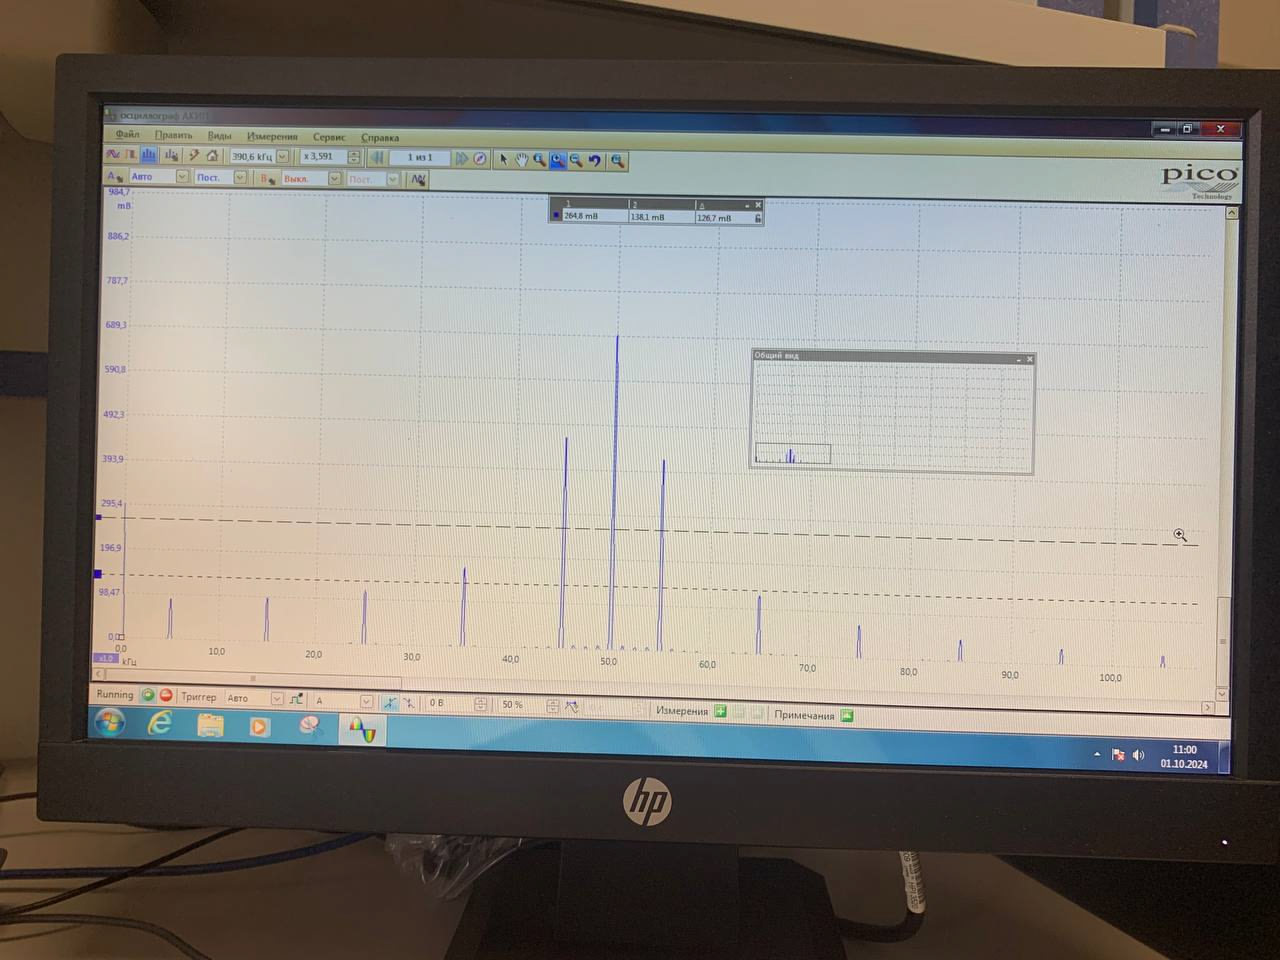 осциллограф АКИП
Файл Править Виды Измерения Сервис Справка
390,6 кГц x 3,591 1 из 1
A Авто Пост. B Выкл. Пост.
pico
Technology
984,7
mB
886,2
787,7
689,3
590,8
492,3
393,9
295,4
196,9
98,47
0,0
1 2 Δ
264,8 mB 138,1 mB 126,7 mB
Общий вид
0,0 10,0 20,0 30,0 40,0 50,0 60,0 70,0 80,0 90,0 100,0
x1,0 кГц
Running Триггер Авто A 0 В 50 % Измерения Примечания
11:00
01.10.2024
hp